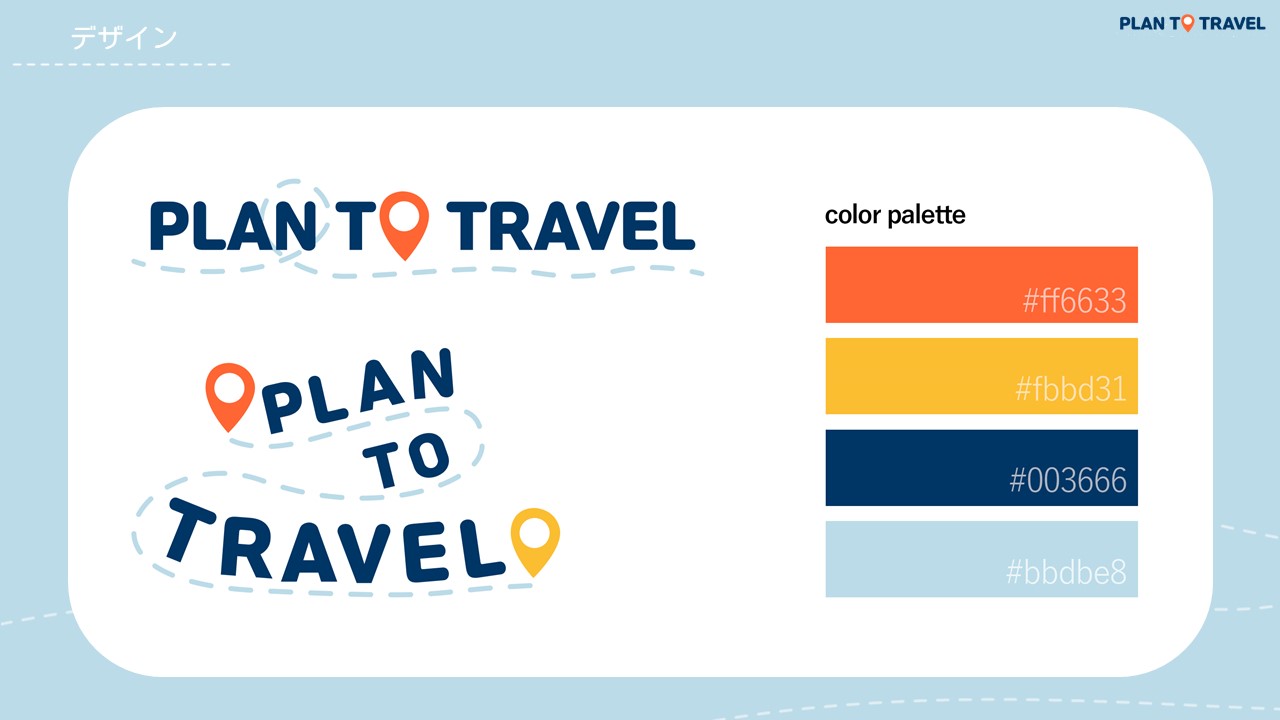 デザイン
PLAN TO TRAVEL
PLAN TO TRAVEL
PLAN
TO
TRAVEL
color palette
#ff6633
#fbbd31
#003666
#bbdbe8